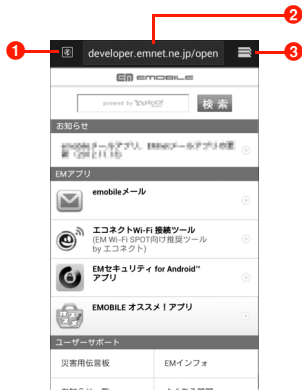 2
1
developer.emnet.ne.jp/open
3
EMOBILE
powered by YAHOO!
検索
お知らせ
EMアプリ
emobileメール
エコネクトWi-Fi 接続ツール
(EM Wi-Fi SPOT向け推奨ツール
by エコネクト)
EMセキュリティ for Android™
アプリ
EMOBILE オススメ！アプリ
ユーザーサポート
災害用伝言板
EMインフォ